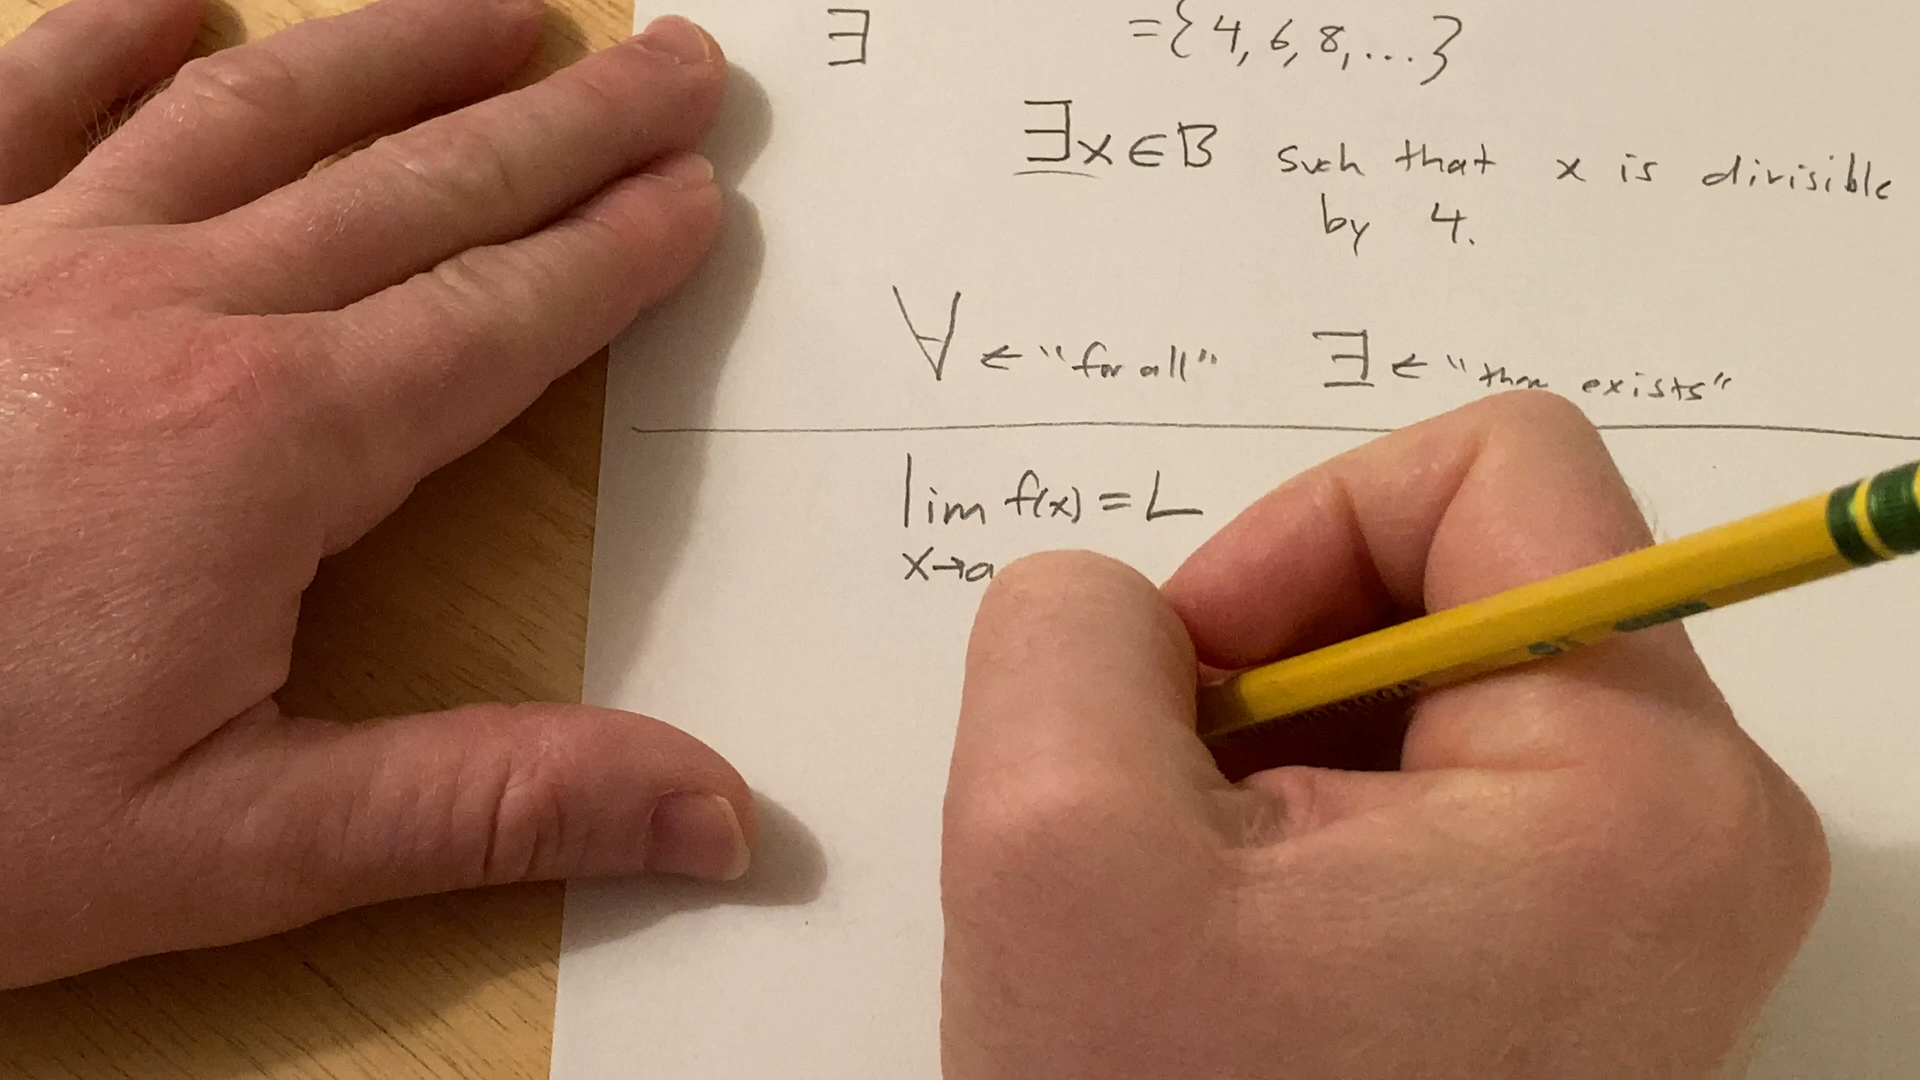 ∃ ={4, 6, 8, ...}
∃x∈B such that x is divisible
by 4.
∀ ← "for all" ∃ ← "there exists"
lim f(x) = L
x→a